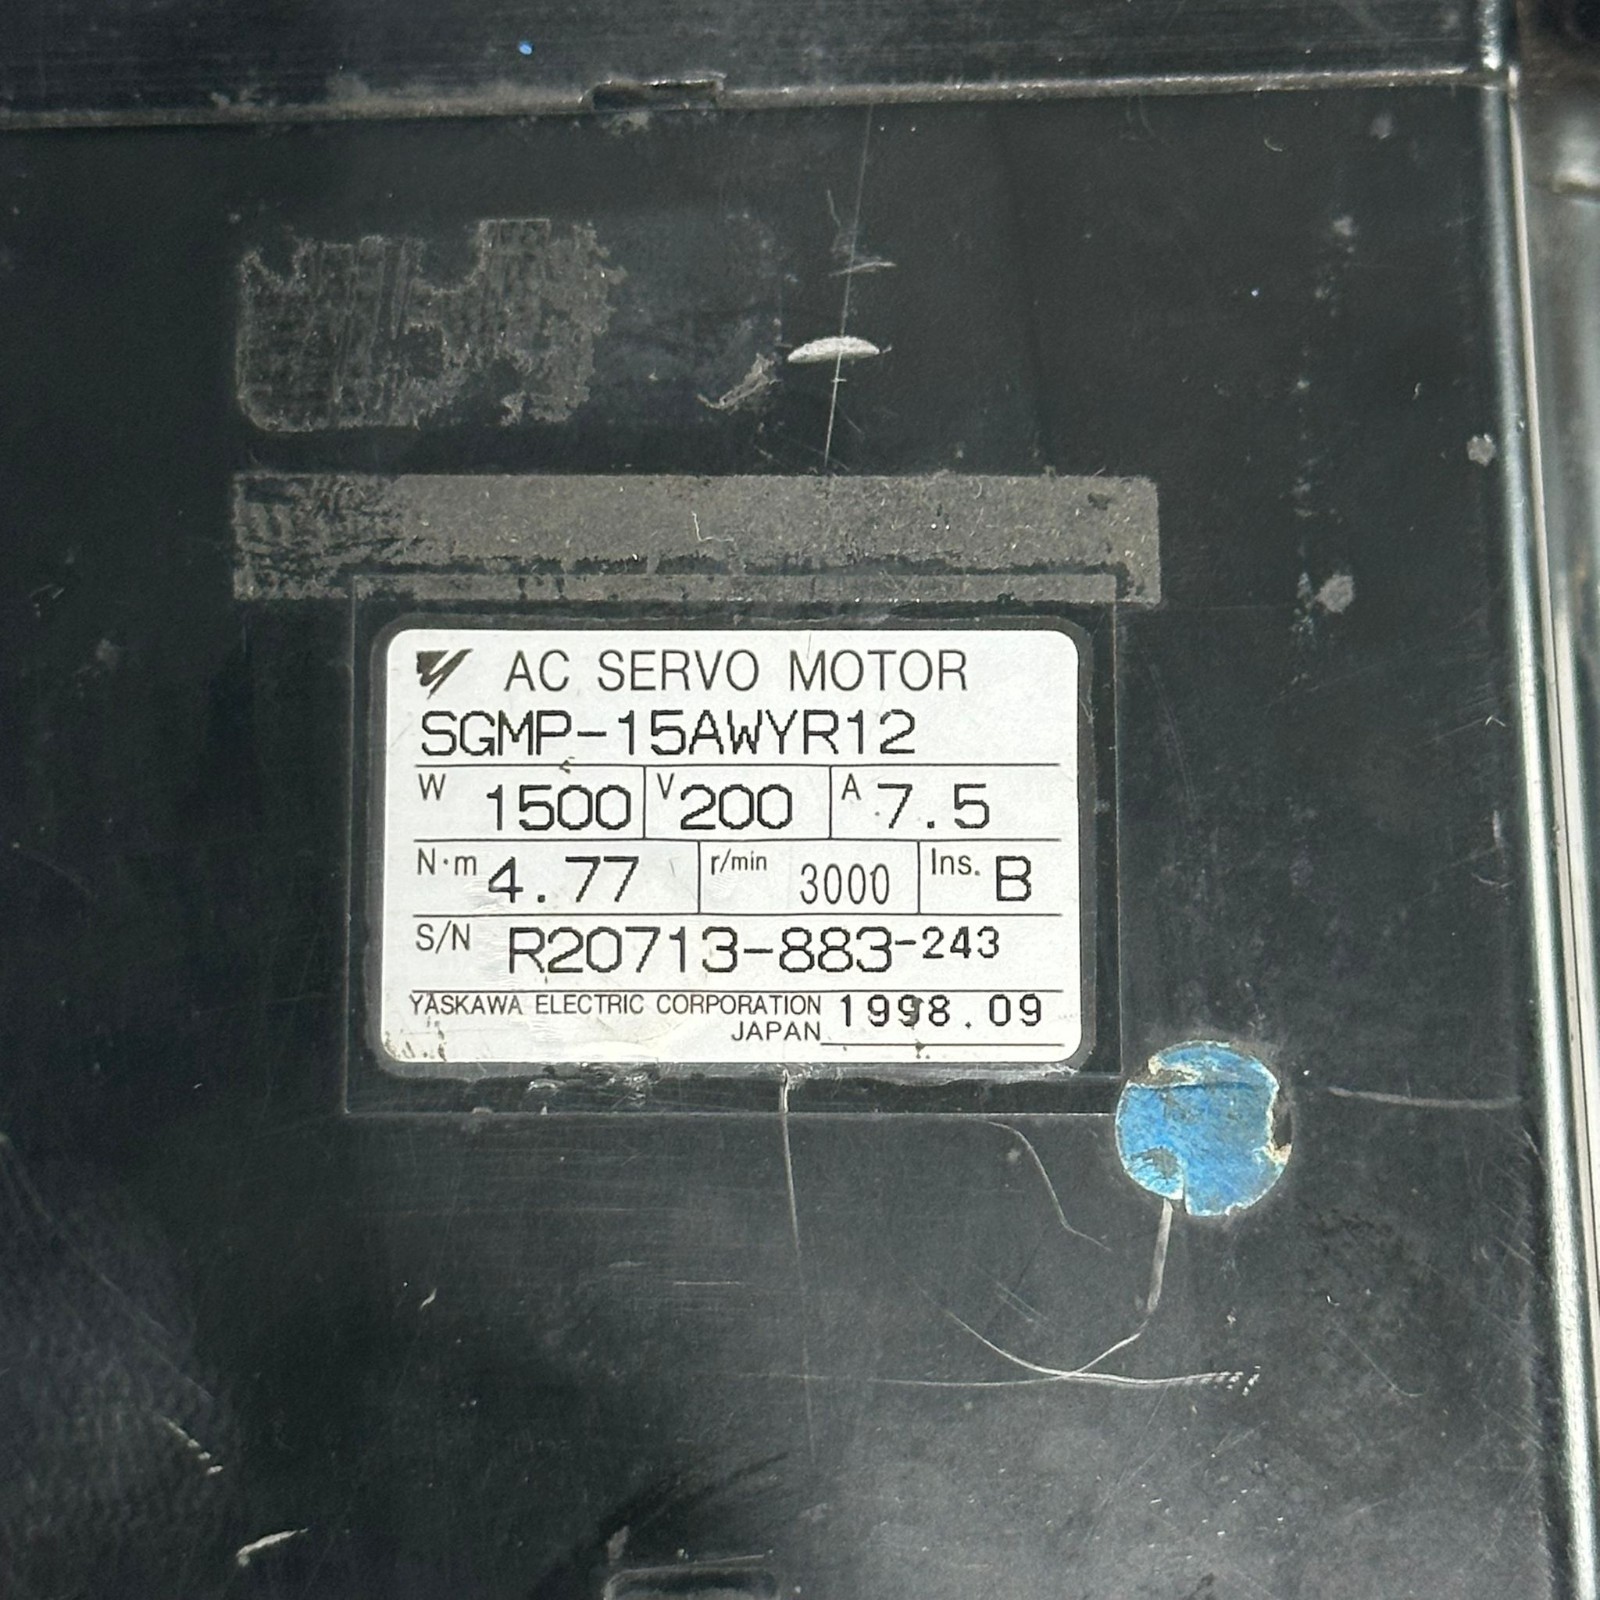 AC SERVO MOTOR
SGMP-15AWYR12
W 1500 V 200 A 7.5
N·m 4.77 r/min 3000 Ins. B
S/N R20713-883-243
YASKAWA ELECTRIC CORPORATION 1998.09
JAPAN